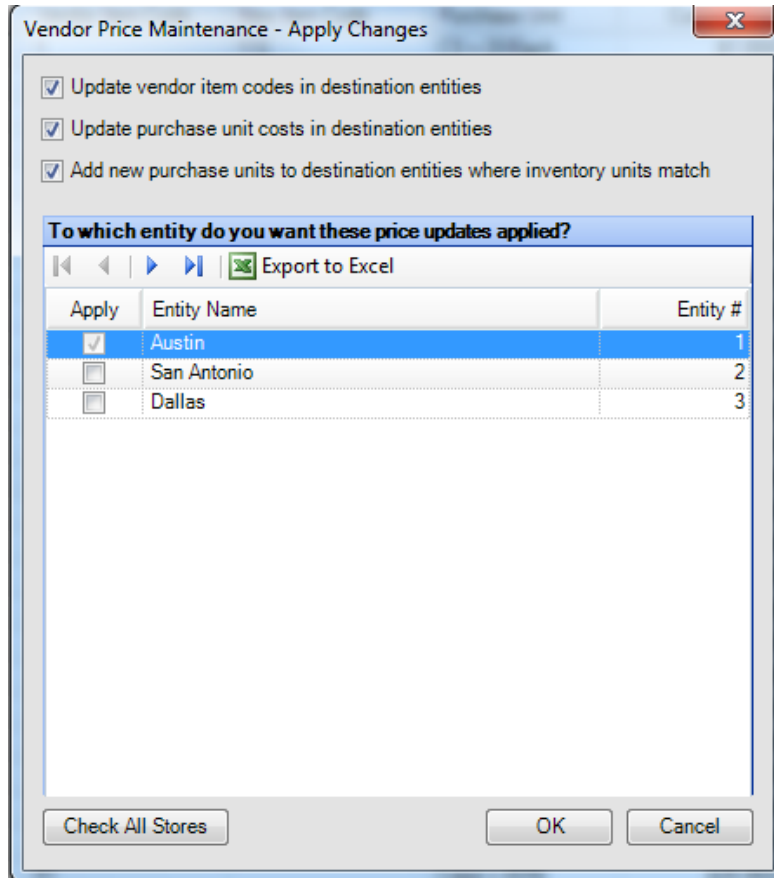 Vendor Price Maintenance - Apply Changes
Update vendor item codes in destination entities
Update purchase unit costs in destination entities
Add new purchase units to destination entities where inventory units match
To which entity do you want these price updates applied?
Export to Excel
Apply Entity Name Entity #
Austin 1
San Antonio 2
Dallas 3
Check All Stores OK Cancel